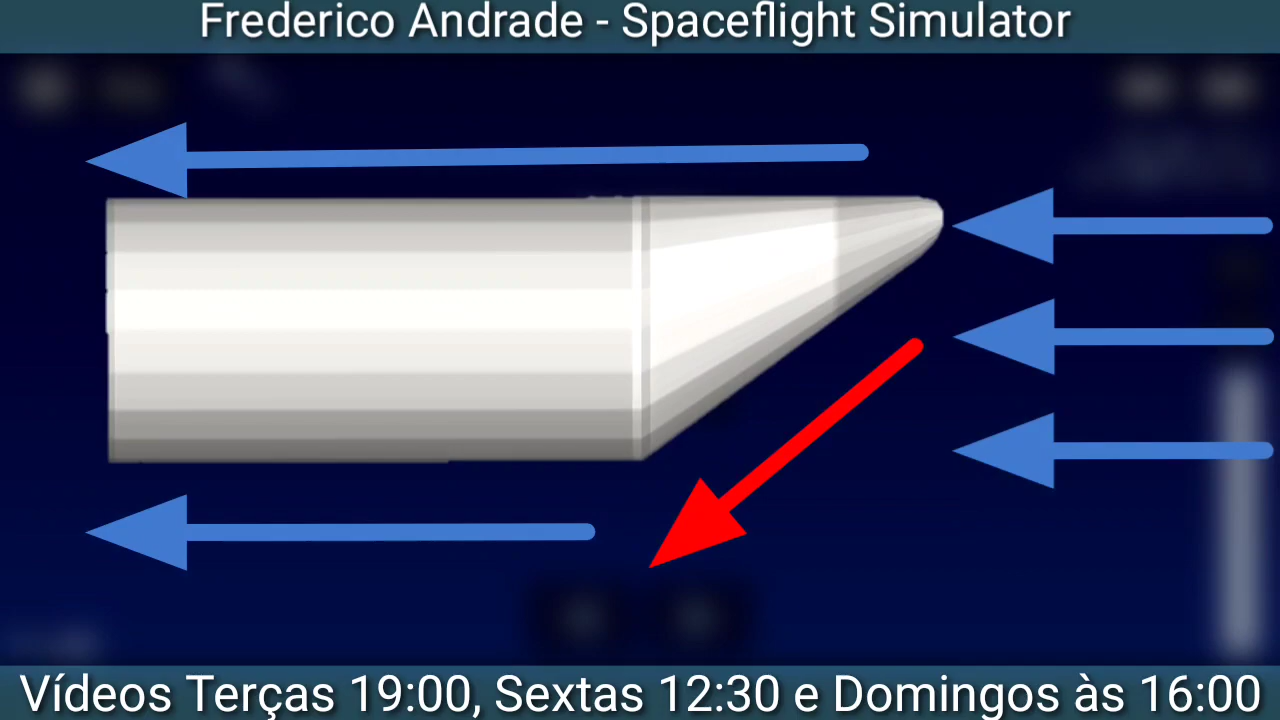 Frederico Andrade - Spaceflight Simulator
Vídeos Terças 19:00, Sextas 12:30 e Domingos às 16:00